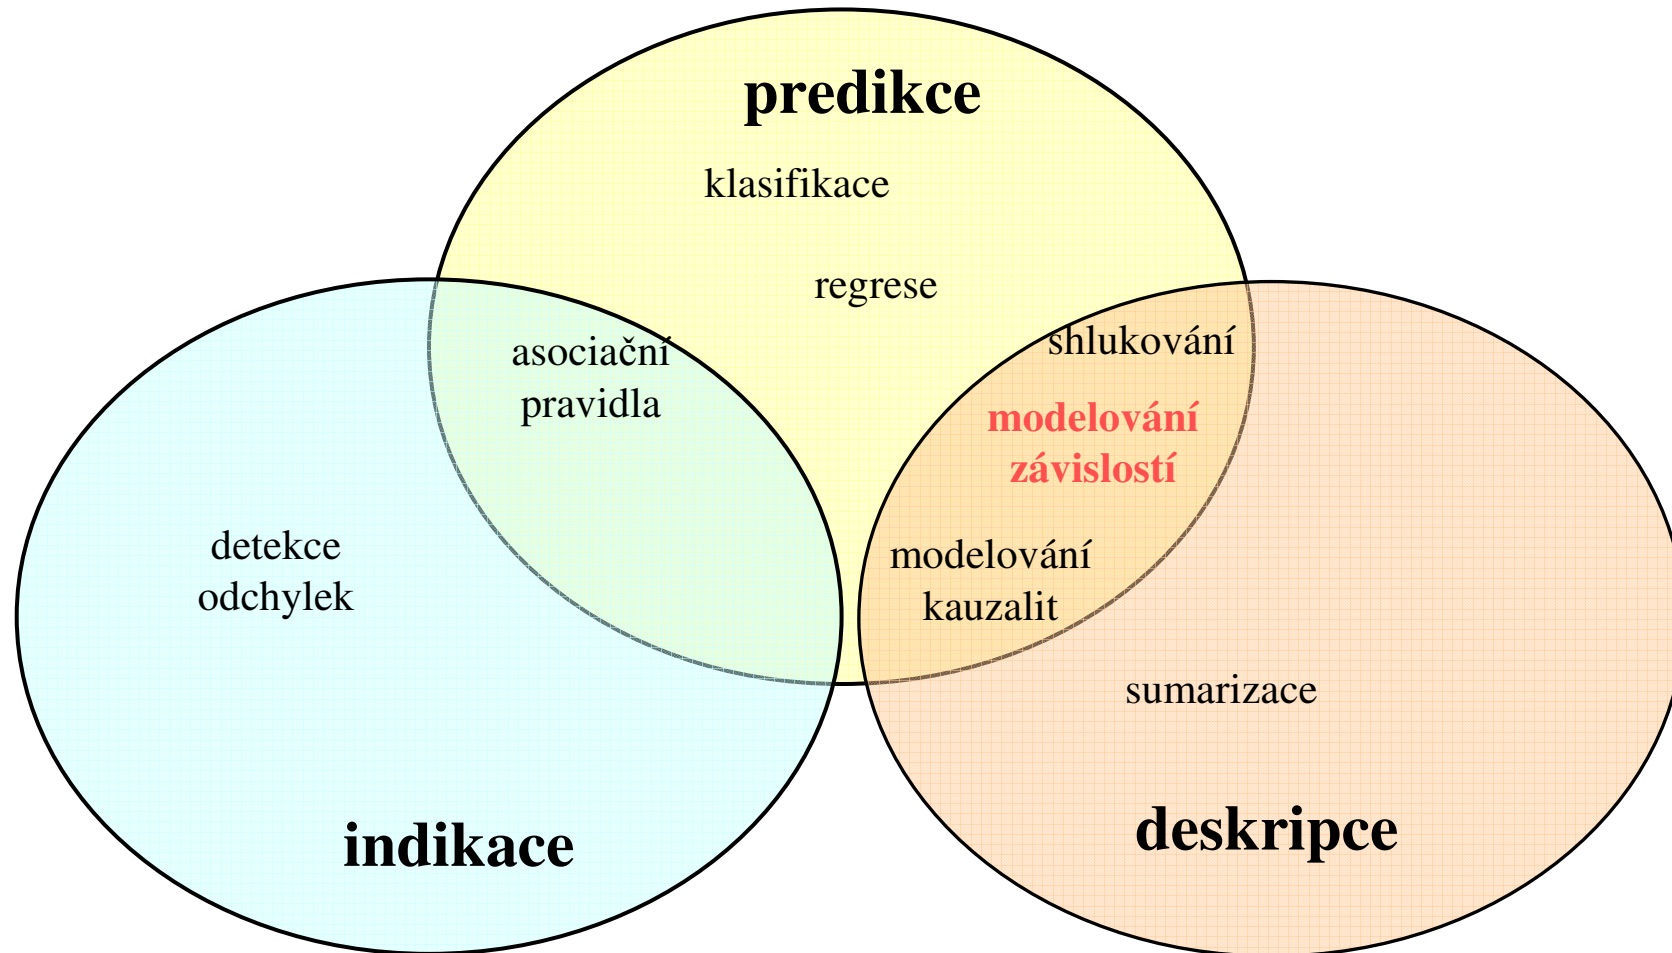 predikce
klasifikace
regrese
shlukování
asociační
pravidla
modelování
závislostí
detekce
odchylek
modelování
kauzalit
sumarizace
indikace
deskripce